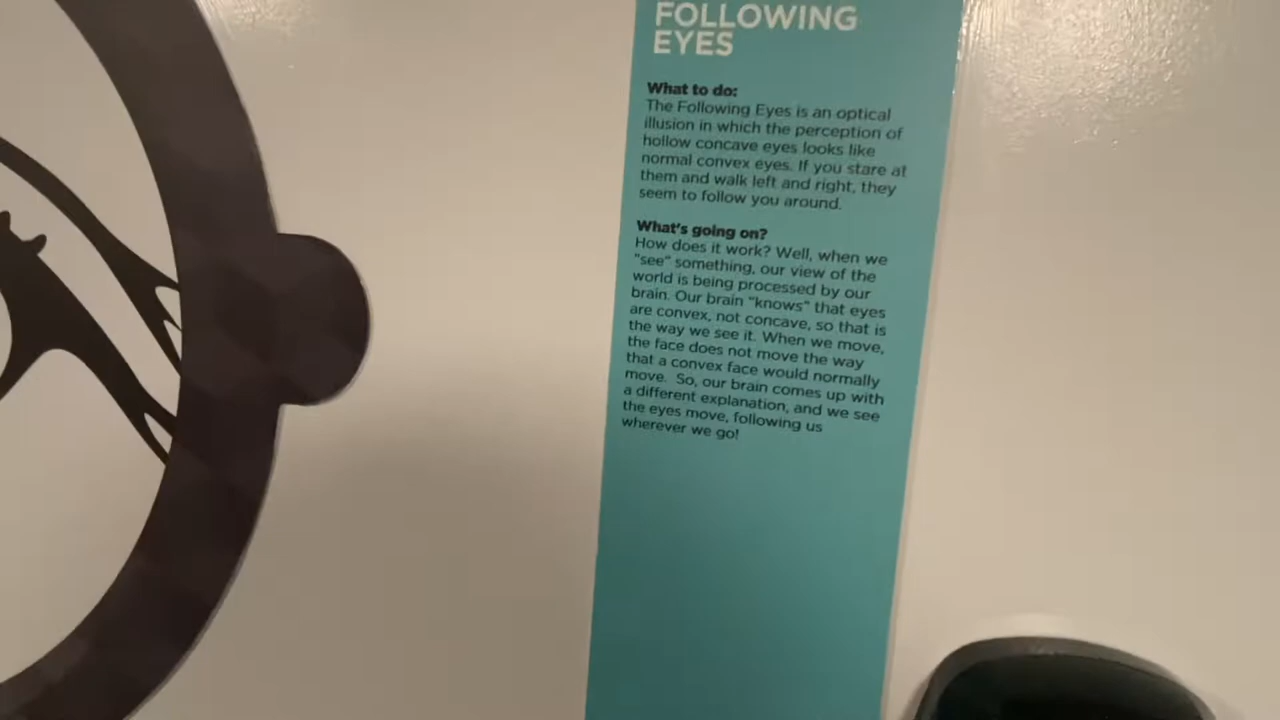 FOLLOWING
EYES
What to do:
The Following Eyes is an optical
illusion in which the perception of
hollow concave eyes looks like
normal convex eyes. If you stare at
them and walk left and right, they
seem to follow you around.
What's going on?
How does it work? Well, when we
"see" something, our view of the
world is being processed by our
brain. Our brain "knows" that eyes
are convex, not concave, so that is
the way we see it. When we move,
the face does not move the way
that a convex face would normally
move. So, our brain comes up with
a different explanation, and we see
the eyes move, following us
wherever we go!